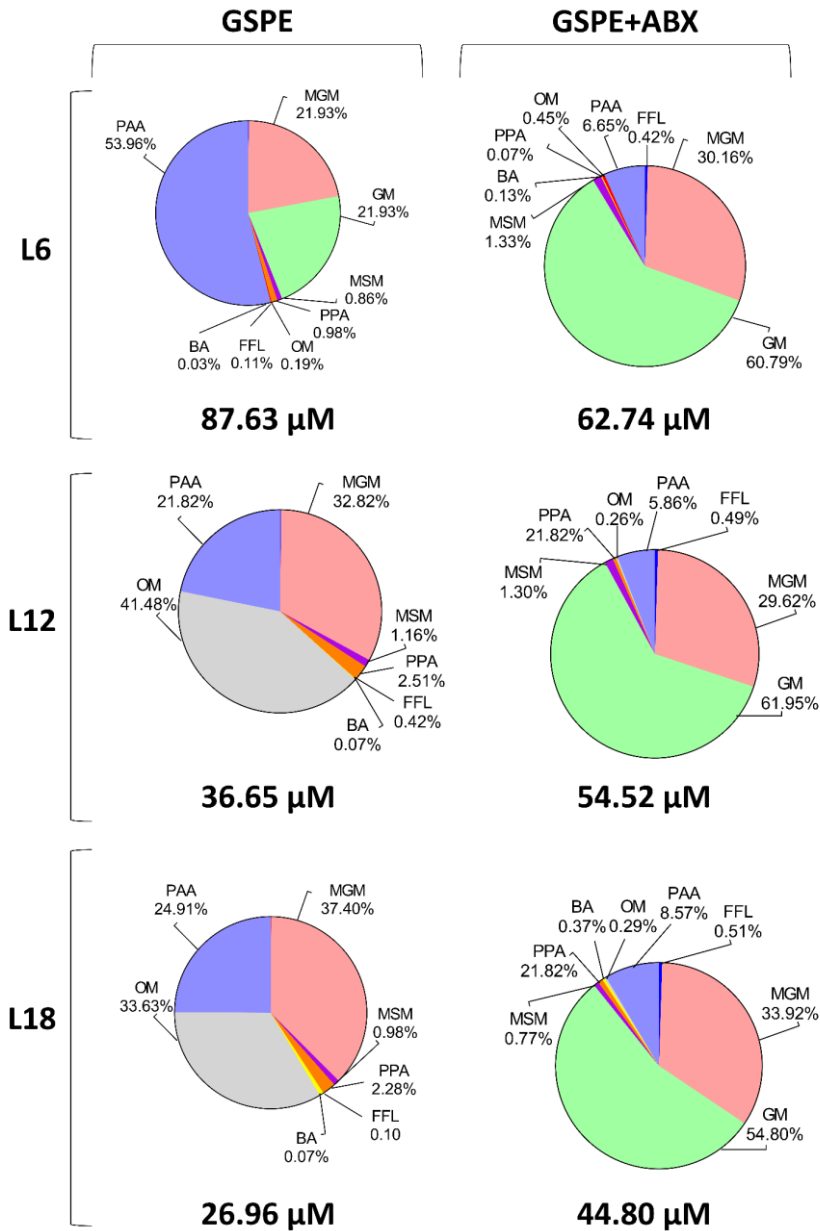 GSPE
GSPE+ABX
L6
MGM
21.93%
PAA
53.96%
GM
21.93%
MSM
0.86%
PPA
0.98%
OM
0.19%
FFL
0.11%
BA
0.03%
87.63 µM
OM
0.45%
PAA
6.65%
FFL
0.42%
MGM
30.16%
PPA
0.07%
BA
0.13%
MSM
1.33%
GM
60.79%
62.74 µM
L12
PAA
21.82%
MGM
32.82%
OM
41.48%
MSM
1.16%
PPA
2.51%
FFL
0.42%
BA
0.07%
36.65 µM
OM
0.26%
PAA
5.86%
FFL
0.49%
PPA
21.82%
MSM
1.30%
MGM
29.62%
GM
61.95%
54.52 µM
L18
PAA
24.91%
MGM
37.40%
OM
33.63%
MSM
0.98%
PPA
2.28%
FFL
0.10
BA
0.07%
26.96 µM
BA
0.37%
OM
0.29%
PAA
8.57%
FFL
0.51%
PPA
21.82%
MSM
0.77%
MGM
33.92%
GM
54.80%
44.80 µM